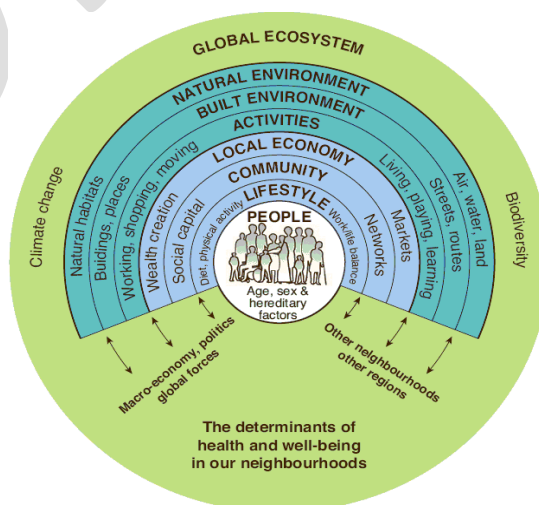 GLOBAL ECOSYSTEM
NATURAL ENVIRONMENT
BUILT ENVIRONMENT
ACTIVITIES
LOCAL ECONOMY
COMMUNITY
LIFESTYLE
PEOPLE
Age, sex &
hereditary
factors
Climate change
Natural habitats
Buidings, places
Working, shopping, moving
Wealth creation
Social capital
Diet, physical activity
Work/life balance
Networks
Markets
Living, playing, learning
Streets, routes
Air, water, land
Biodiversity
Macro-economy, politics
global forces
Other neighbourhoods
other regions
The determinants of
health and well-being
in our neighbourhoods